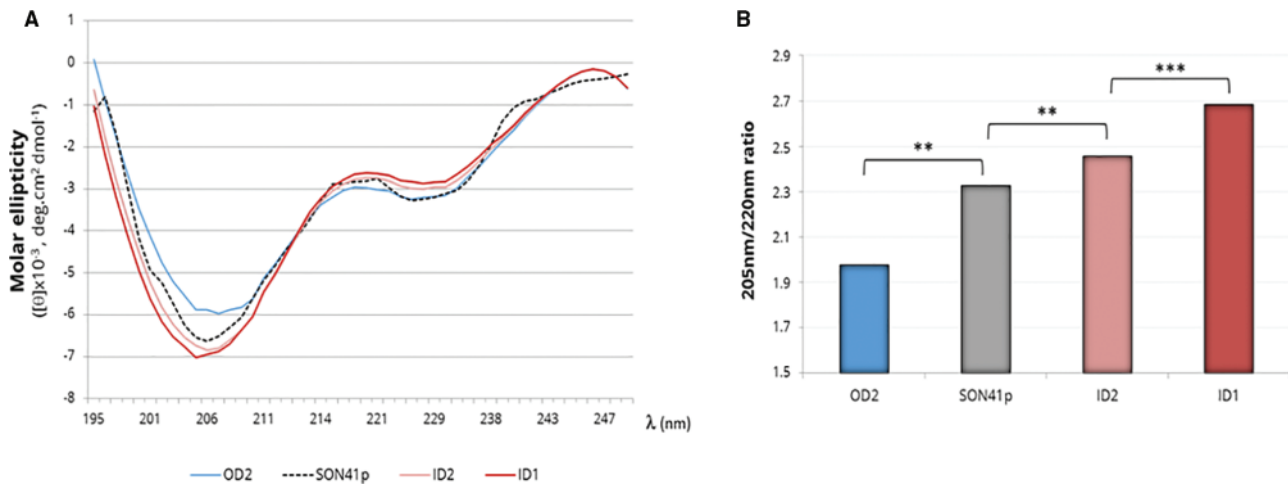 A
1
0
-1
-2
-3
-4
-5
-6
-7
-8
Molar ellipticity
([θ]x10⁻³, deg.cm² dmol⁻¹)
195
201
206
211
214
221
229
238
243
247
λ (nm)
OD2
SON41p
ID2
ID1
B
2.9
2.7
2.5
2.3
2.1
1.9
1.7
1.5
205nm/220nm ratio
**
**
***
OD2
SON41p
ID2
ID1